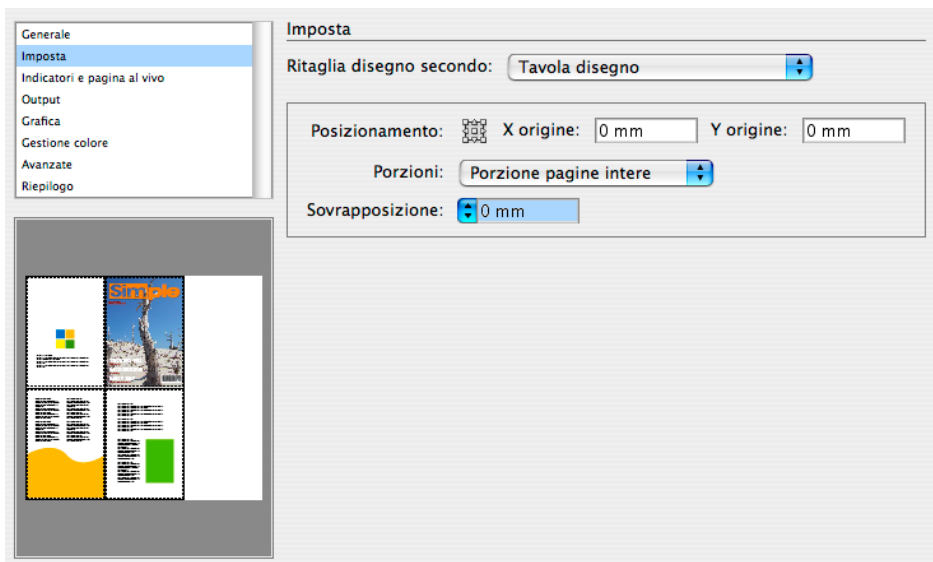 Generale
Imposta
Indicatori e pagina al vivo
Output
Grafica
Gestione colore
Avanzate
Riepilogo
Imposta
Ritaglia disegno secondo: Tavola disegno
Posizionamento: X origine: 0 mm Y origine: 0 mm
Porzioni: Porzione pagine intere
Sovrapposizione: 0 mm
Simple